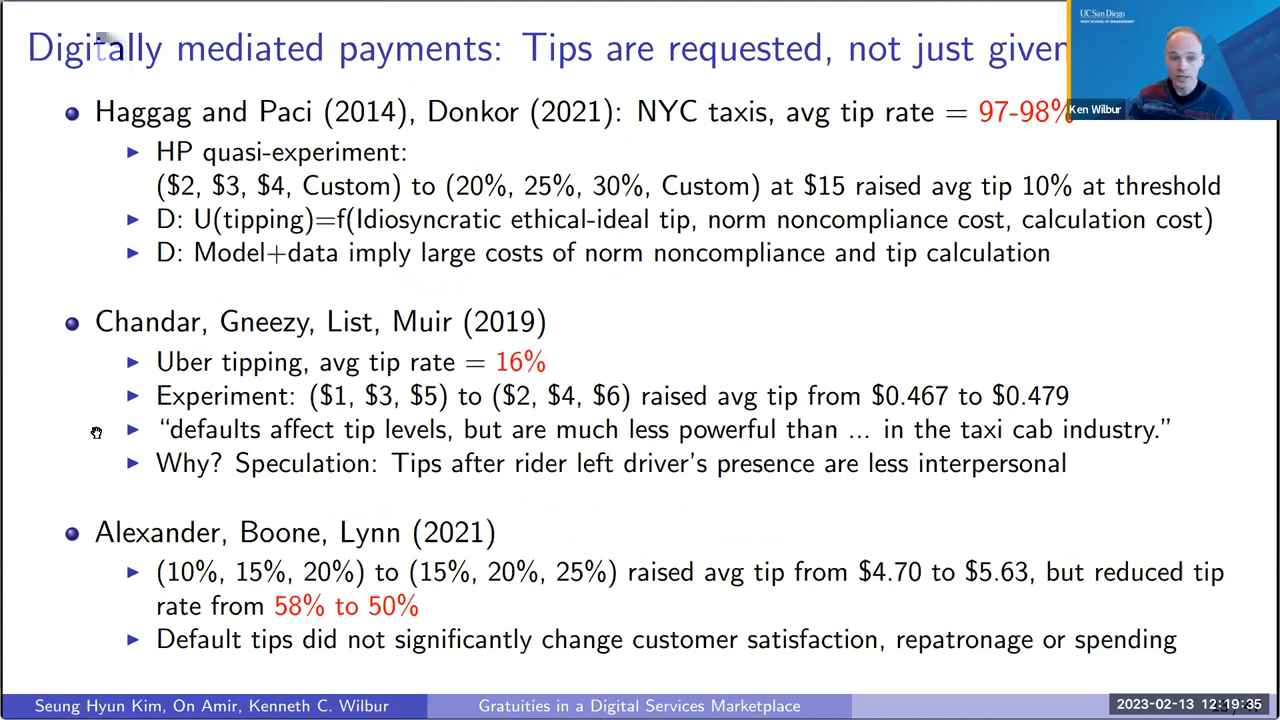 Digitally mediated payments: Tips are requested, not just given
UC San Diego
RADY SCHOOL OF MANAGEMENT
Ken Wilbur
Haggag and Paci (2014), Donkor (2021): NYC taxis, avg tip rate = 97-98%
HP quasi-experiment:
($2, $3, $4, Custom) to (20%, 25%, 30%, Custom) at $15 raised avg tip 10% at threshold
D: U(tipping)=f(Idiosyncratic ethical-ideal tip, norm noncompliance cost, calculation cost)
D: Model+data imply large costs of norm noncompliance and tip calculation
Chandar, Gneezy, List, Muir (2019)
Uber tipping, avg tip rate = 16%
Experiment: ($1, $3, $5) to ($2, $4, $6) raised avg tip from $0.467 to $0.479
“defaults affect tip levels, but are much less powerful than ... in the taxi cab industry.”
Why? Speculation: Tips after rider left driver's presence are less interpersonal
Alexander, Boone, Lynn (2021)
(10%, 15%, 20%) to (15%, 20%, 25%) raised avg tip from $4.70 to $5.63, but reduced tip
rate from 58% to 50%
Default tips did not significantly change customer satisfaction, repatronage or spending
Seung Hyun Kim, On Amir, Kenneth C. Wilbur
Gratuities in a Digital Services Marketplace
2023-02-13 12:19:35